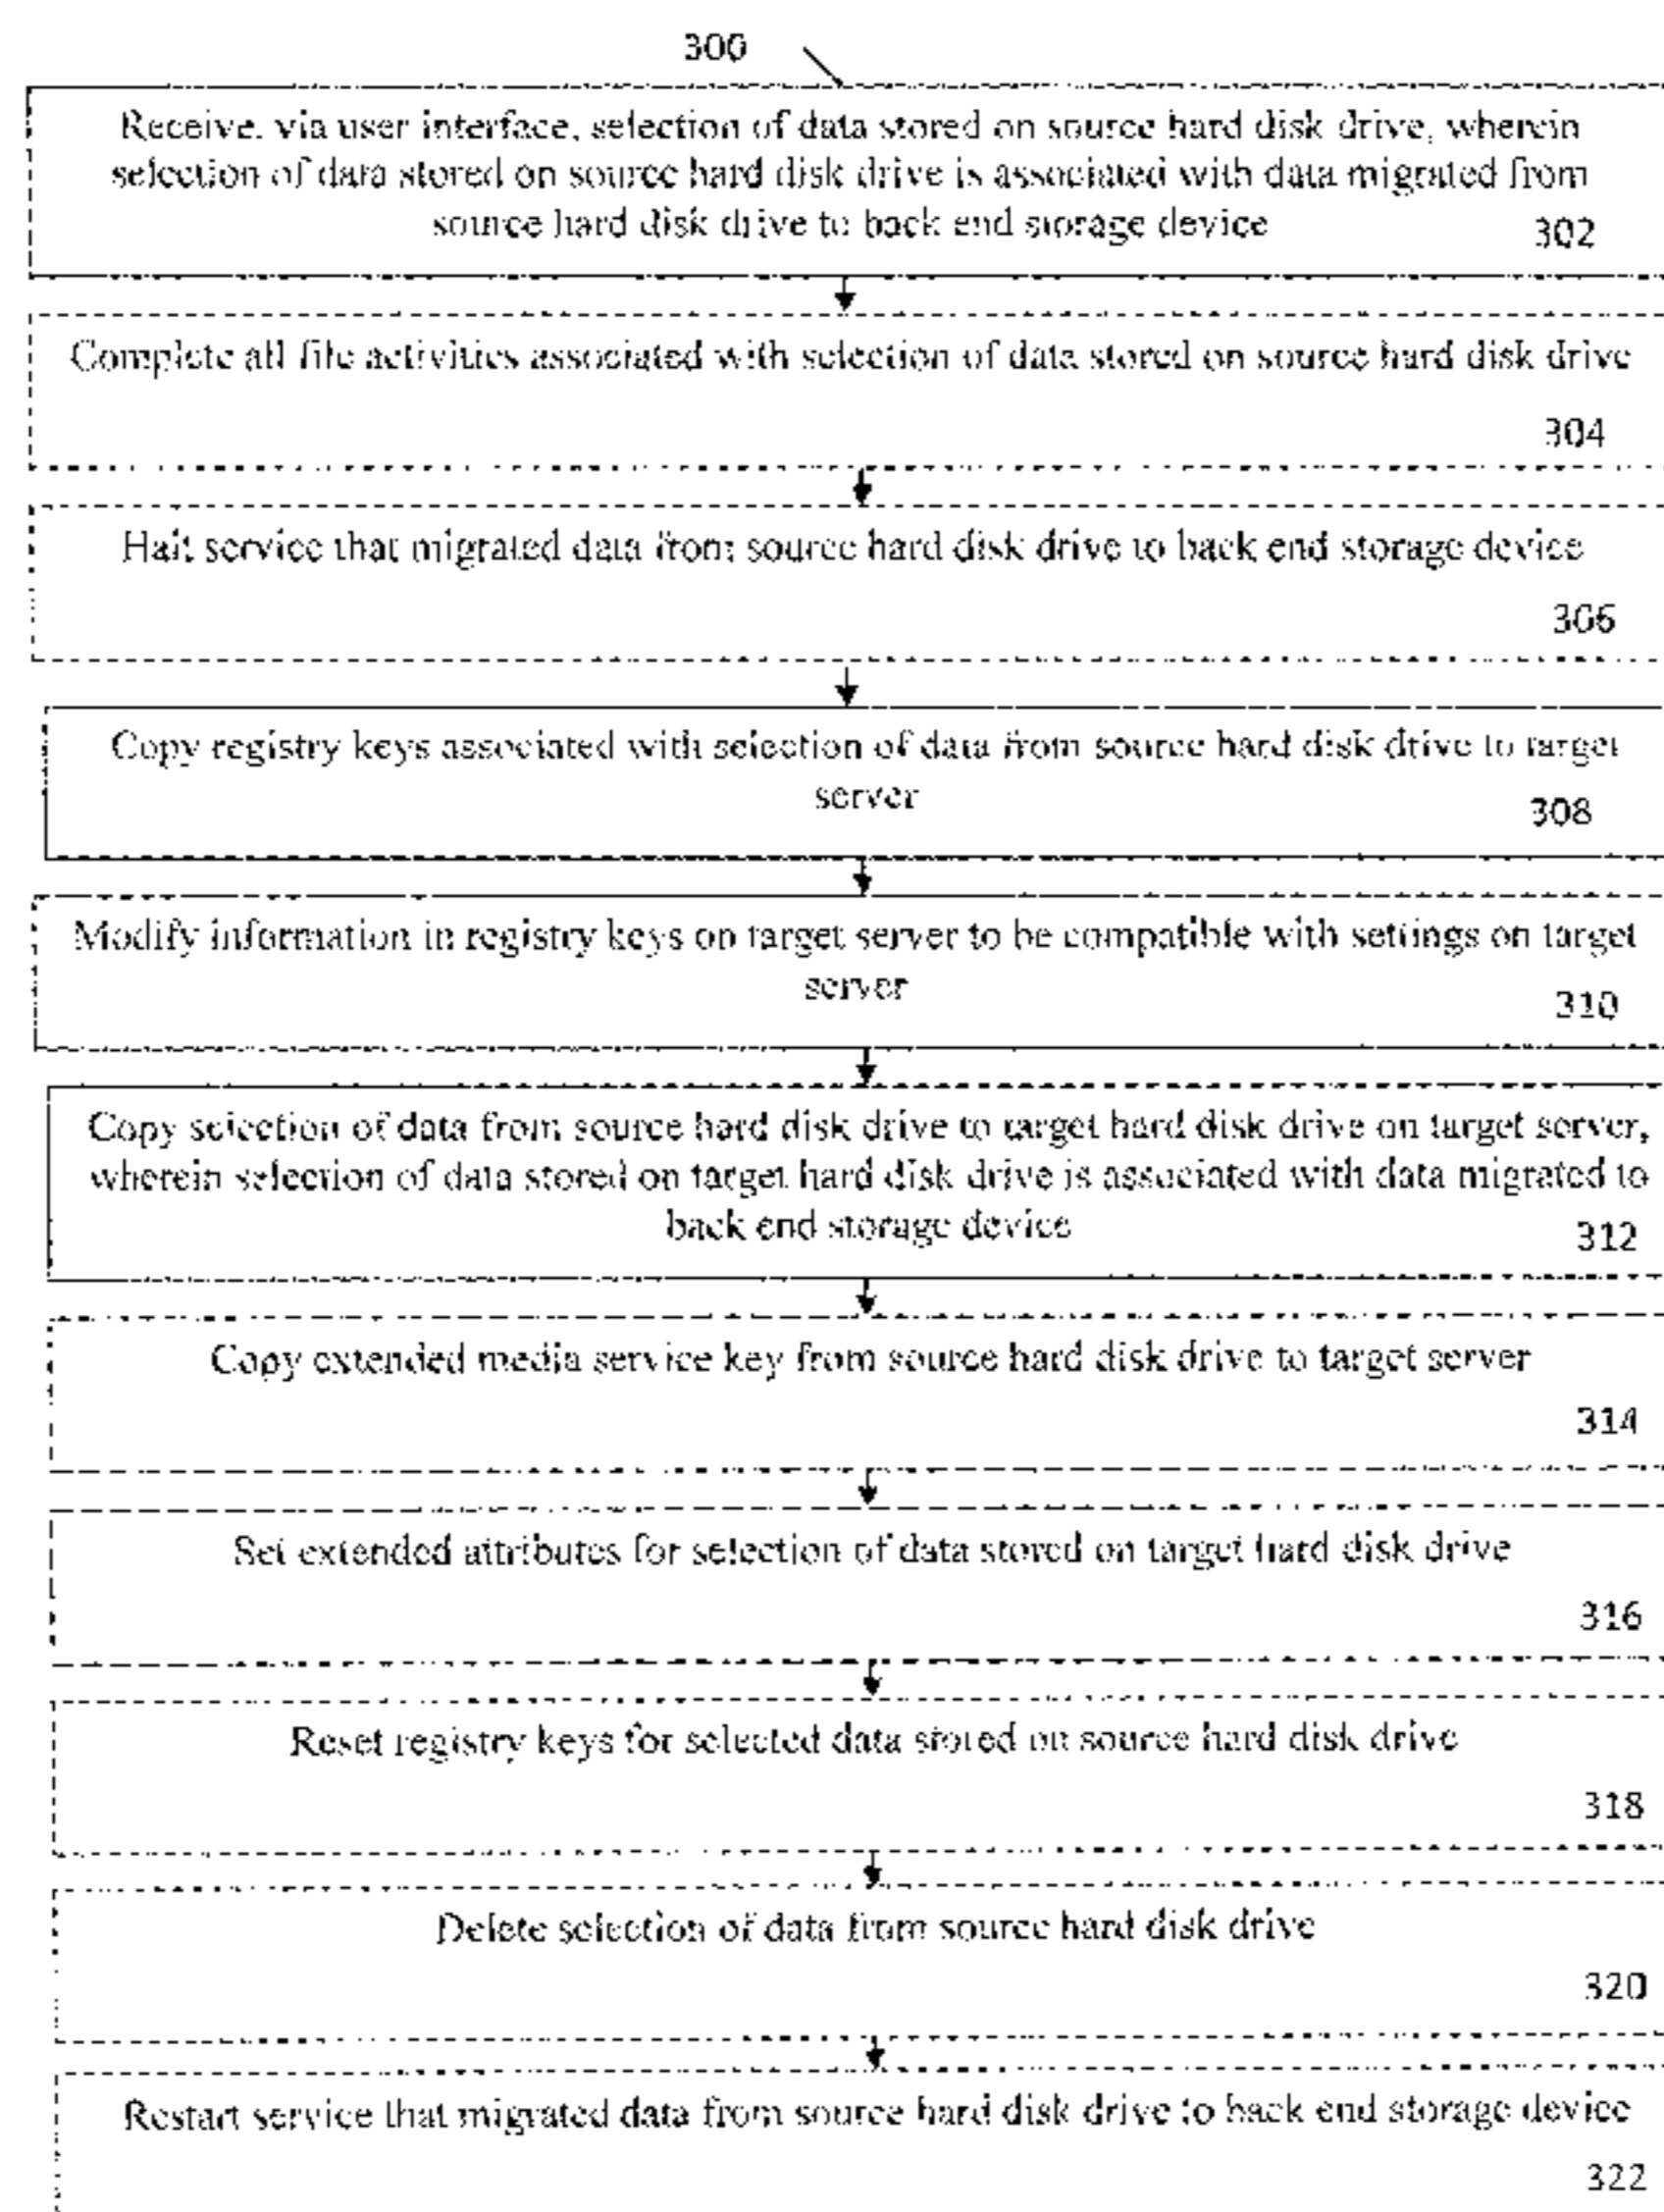 300
Receive, via user interface, selection of data stored on source hard disk drive, wherein
selection of data stored on source hard disk drive is associated with data migrated from
source hard disk drive to back end storage device
302
Complete all file activities associated with selection of data stored on source hard disk drive
304
Halt service that migrated data from source hard disk drive to back end storage device
306
Copy registry keys associated with selection of data from source hard disk drive to target
server
308
Modify information in registry keys on target server to be compatible with settings on target
server
310
Copy selection of data from source hard disk drive to target hard disk drive on target server,
wherein selection of data stored on target hard disk drive is associated with data migrated to
back end storage device
312
Copy extended media service key from source hard disk drive to target server
314
Set extended attributes for selection of data stored on target hard disk drive
316
Reset registry keys for selected data stored on source hard disk drive
318
Delete selection of data from source hard disk drive
320
Restart service that migrated data from source hard disk drive to back end storage device
322